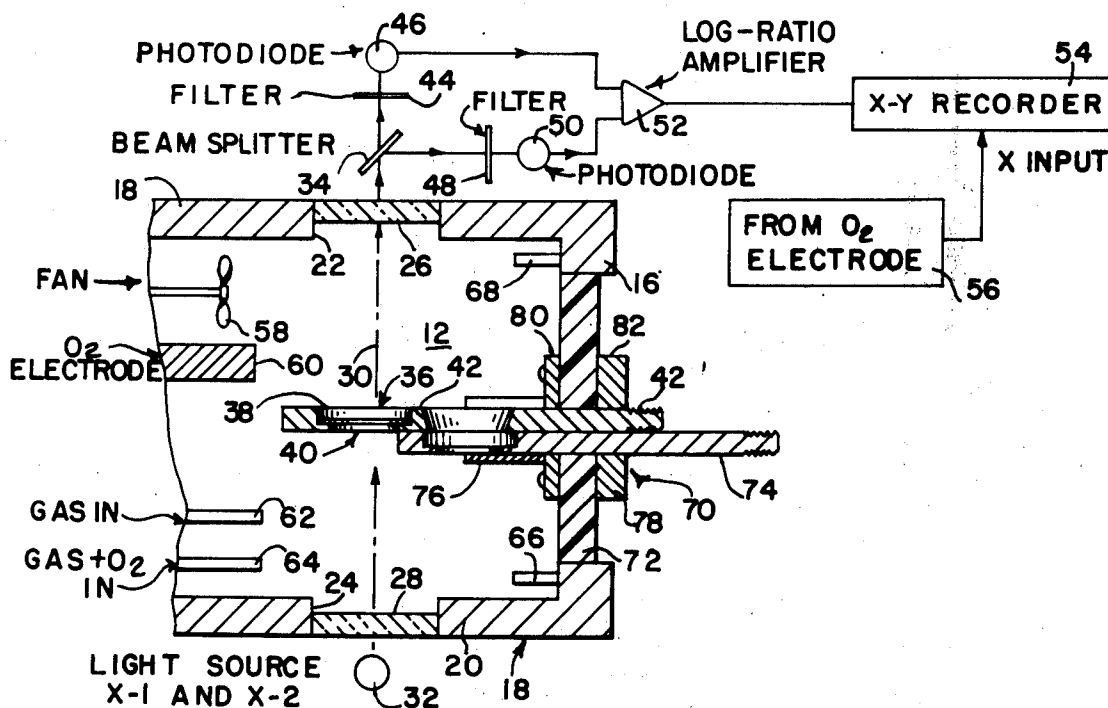 46
PHOTODIODE
LOG-RATIO
AMPLIFIER
54
FILTER
44
FILTER
50
52
X-Y RECORDER
BEAM SPLITTER
34
48
PHOTODIODE
X INPUT
18
22
26
68
16
FROM O2
ELECTRODE
56
FAN
58
12
80
82
O2
ELECTRODE
60
30
36
42
42
38
40
76
74
70
78
GAS IN
62
66
72
GAS+O2
IN
64
24
28
20
18
LIGHT SOURCE
X-1 AND X-2
32